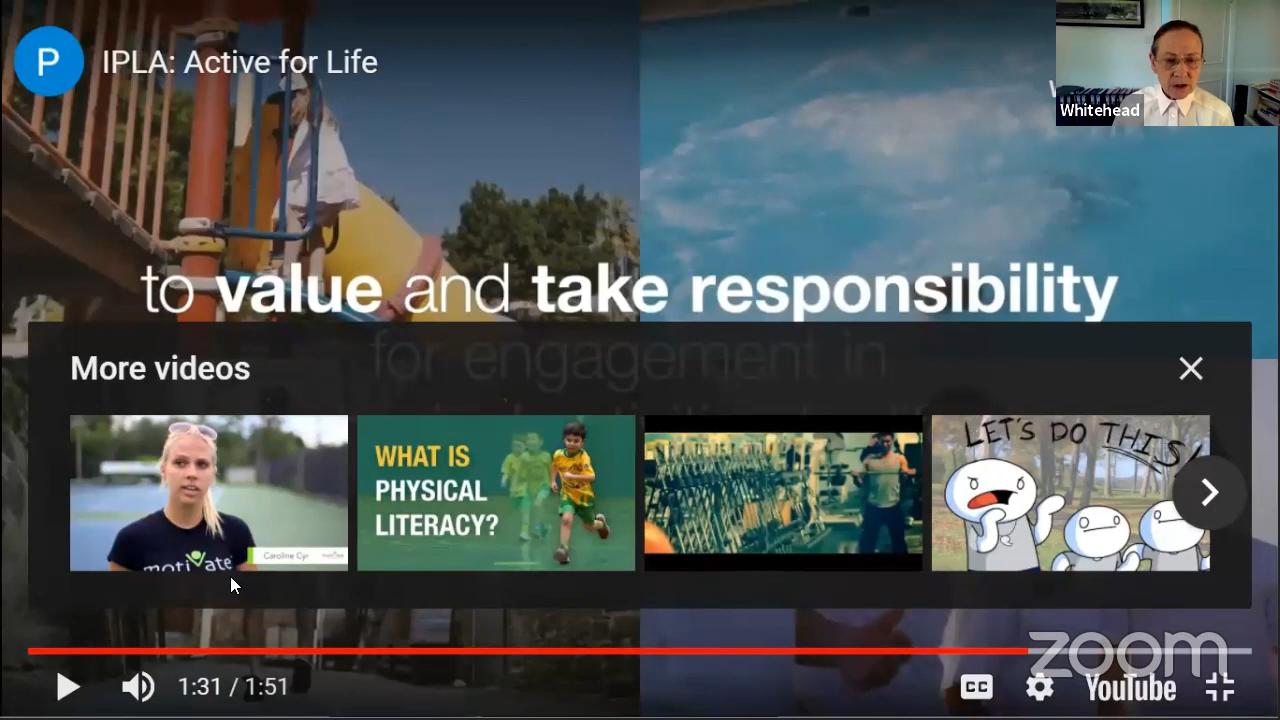 P
IPLA: Active for Life
Whitehead
to value and take responsibility
for engagement in
More videos
Caroline Cyr
motivate
WHAT IS
PHYSICAL
LITERACY?
LET'S DO THIS!
zoom
1:31 / 1:51
CC
YouTube